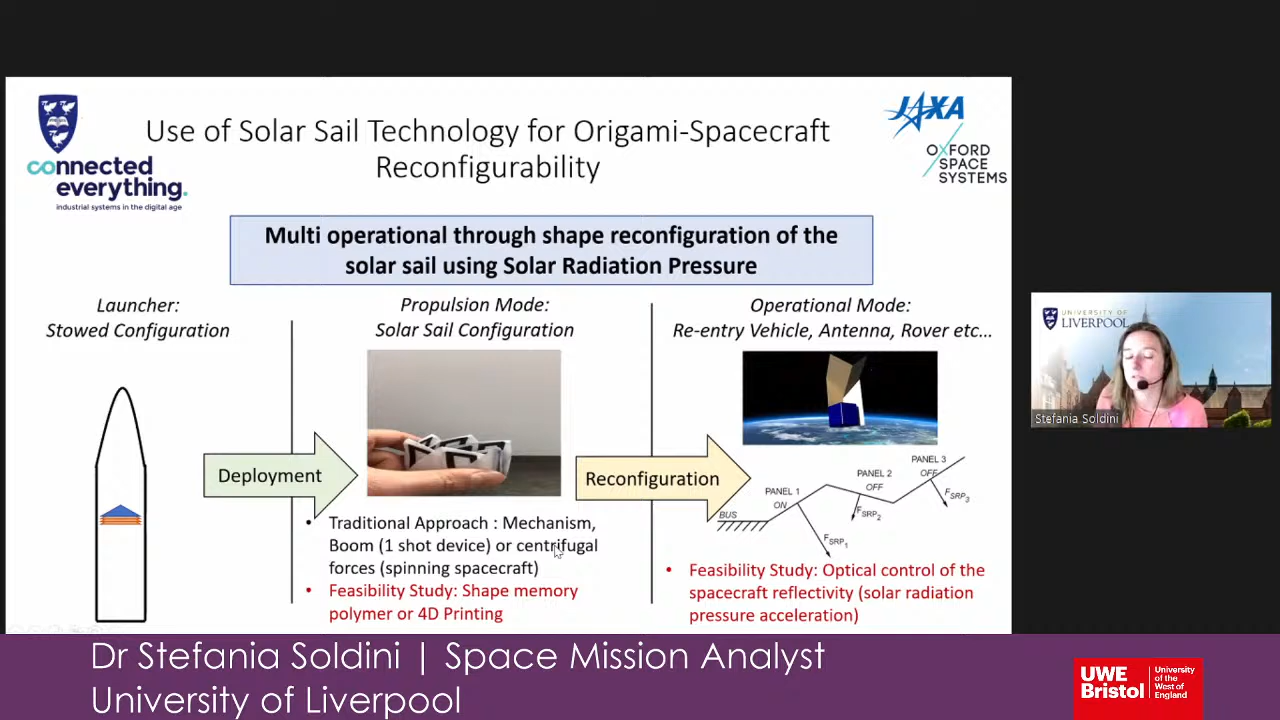 connected
everything.
industrial systems in the digital age
Use of Solar Sail Technology for Origami-Spacecraft
Reconfigurability
JAXA
OXFORD
SPACE
SYSTEMS
Multi operational through shape reconfiguration of the
solar sail using Solar Radiation Pressure
Launcher:
Stowed Configuration
Propulsion Mode:
Solar Sail Configuration
Operational Mode:
Re-entry Vehicle, Antenna, Rover etc...
Deployment
Reconfiguration
BUS
PANEL 1
ON
PANEL 2
OFF
PANEL 3
OFF
FSRP1
FSRP2
FSRP3
• Traditional Approach : Mechanism,
Boom (1 shot device) or centrifugal
forces (spinning spacecraft)
• Feasibility Study: Shape memory
polymer or 4D Printing
• Feasibility Study: Optical control of the
spacecraft reflectivity (solar radiation
pressure acceleration)
UNIVERSITY OF
LIVERPOOL
Stefania Soldini
Dr Stefania Soldini | Space Mission Analyst
University of Liverpool
UWE
Bristol
University
of the
West of
England